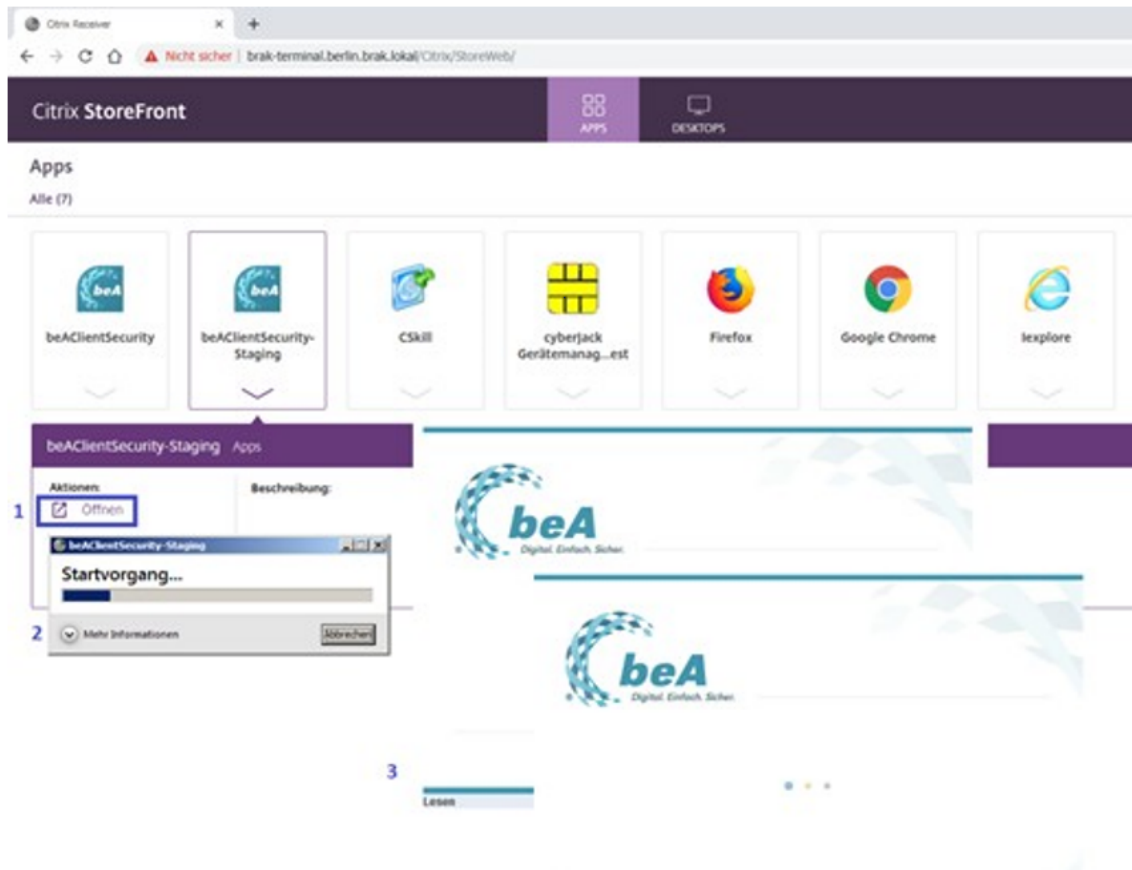 Citrix Receiver
Nicht sicher | brak-terminal.berlin.brak.lokal/Citrix/StoreWeb/
Citrix StoreFront
APPS
DESKTOPS
Apps
Alle (7)
beA
beA
beAClientSecurity
beAClientSecurity-
Staging
CSkill
cyberJack
Gerätemanag...est
Firefox
Google Chrome
Iexplore
beAClientSecurity-Staging Apps
Aktionen:
Beschreibung:
1
Öffnen
beAClientSecurity-Staging
Startvorgang...
2
Mehr Informationen
Abbrechen
beA
Digital. Einfach. Sicher.
beA
Digital. Einfach. Sicher.
3
Lesen